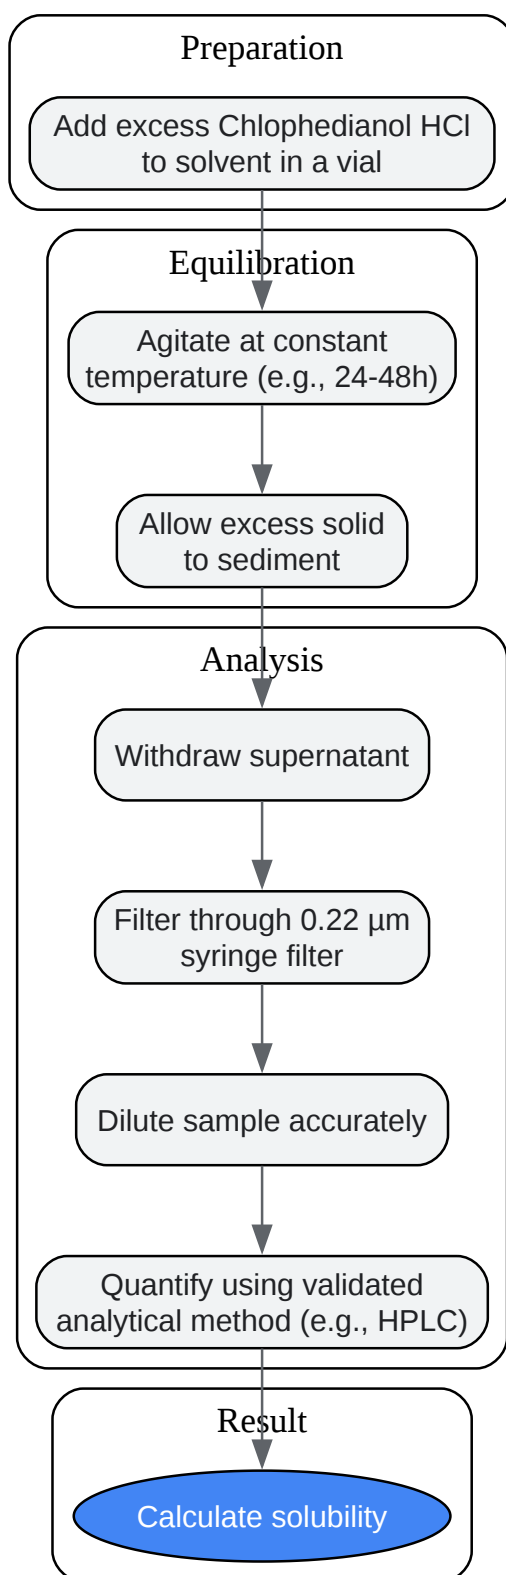 Preparation
Add excess Chlophedianol HCl
to solvent in a vial
Equilibration
Agitate at constant
temperature (e.g., 24-48h)
Allow excess solid
to sediment
Analysis
Withdraw supernatant
Filter through 0.22 µm
syringe filter
Dilute sample accurately
Quantify using validated
analytical method (e.g., HPLC)
Result
Calculate solubility